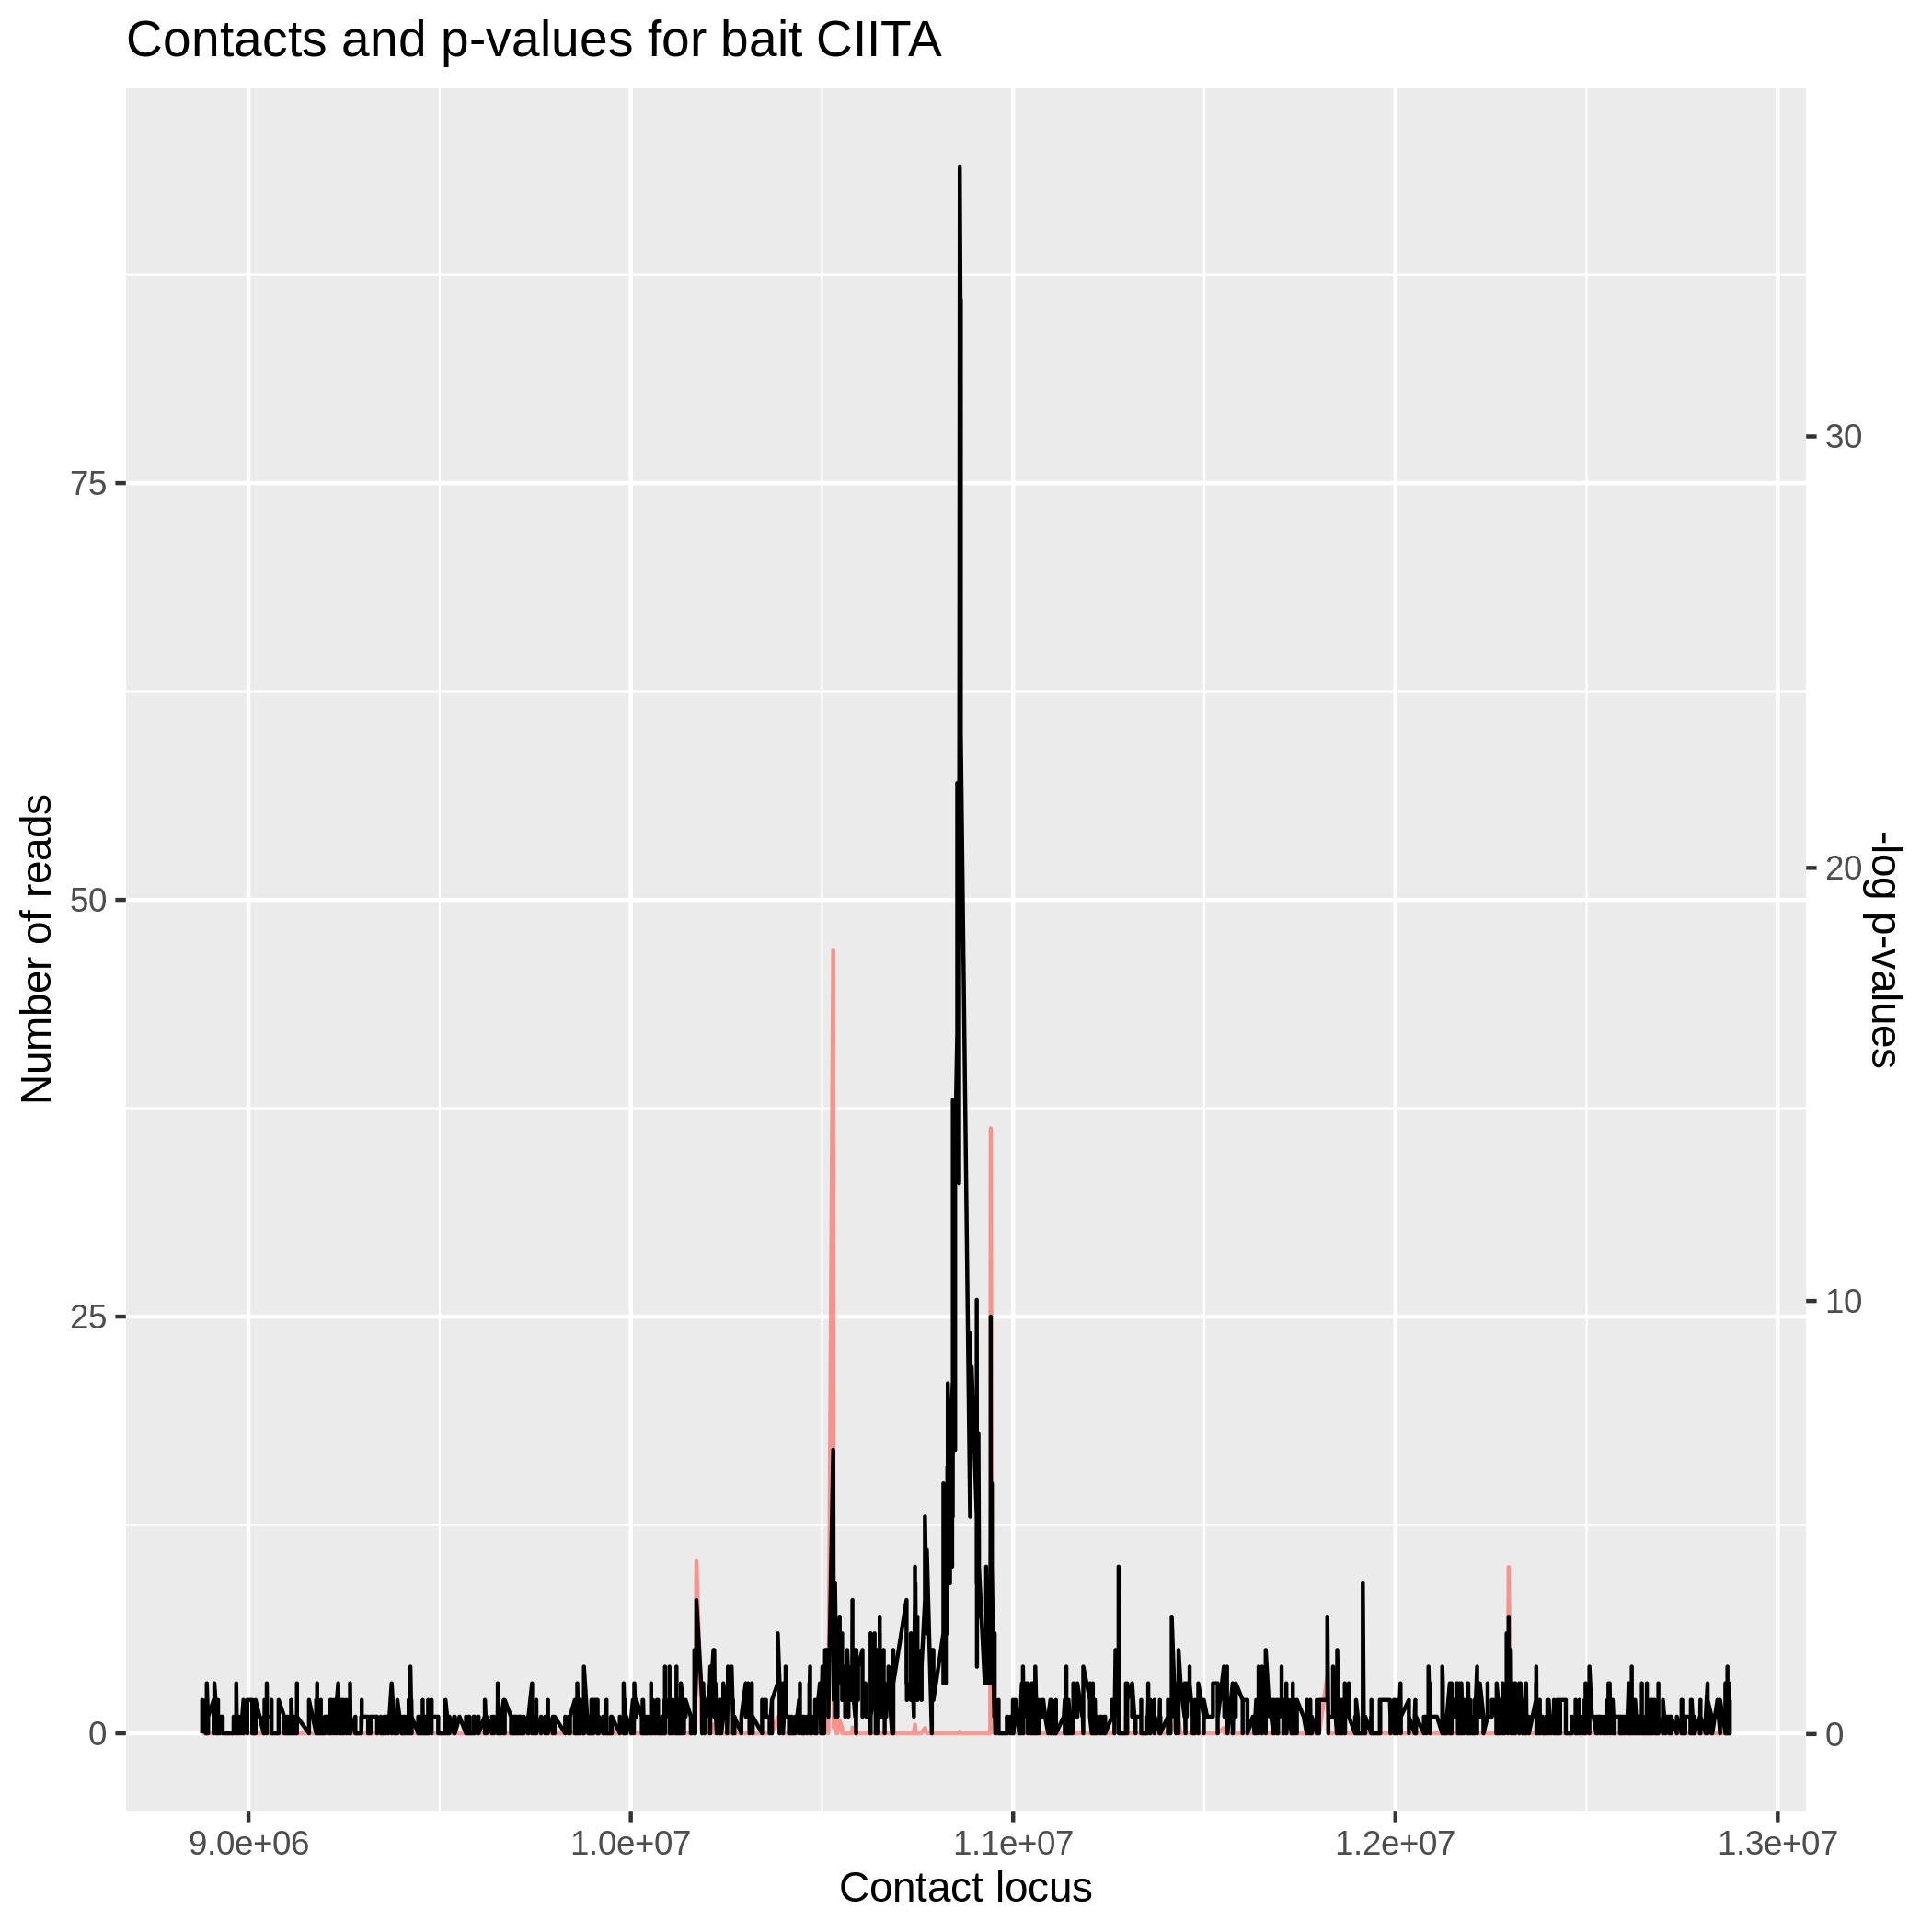 Contacts and p-values for bait CIITA
Number of reads
75
50
25
0
30
20
10
0
-log p-values
9.0e+06
1.0e+07
1.1e+07
1.2e+07
1.3e+07
Contact locus